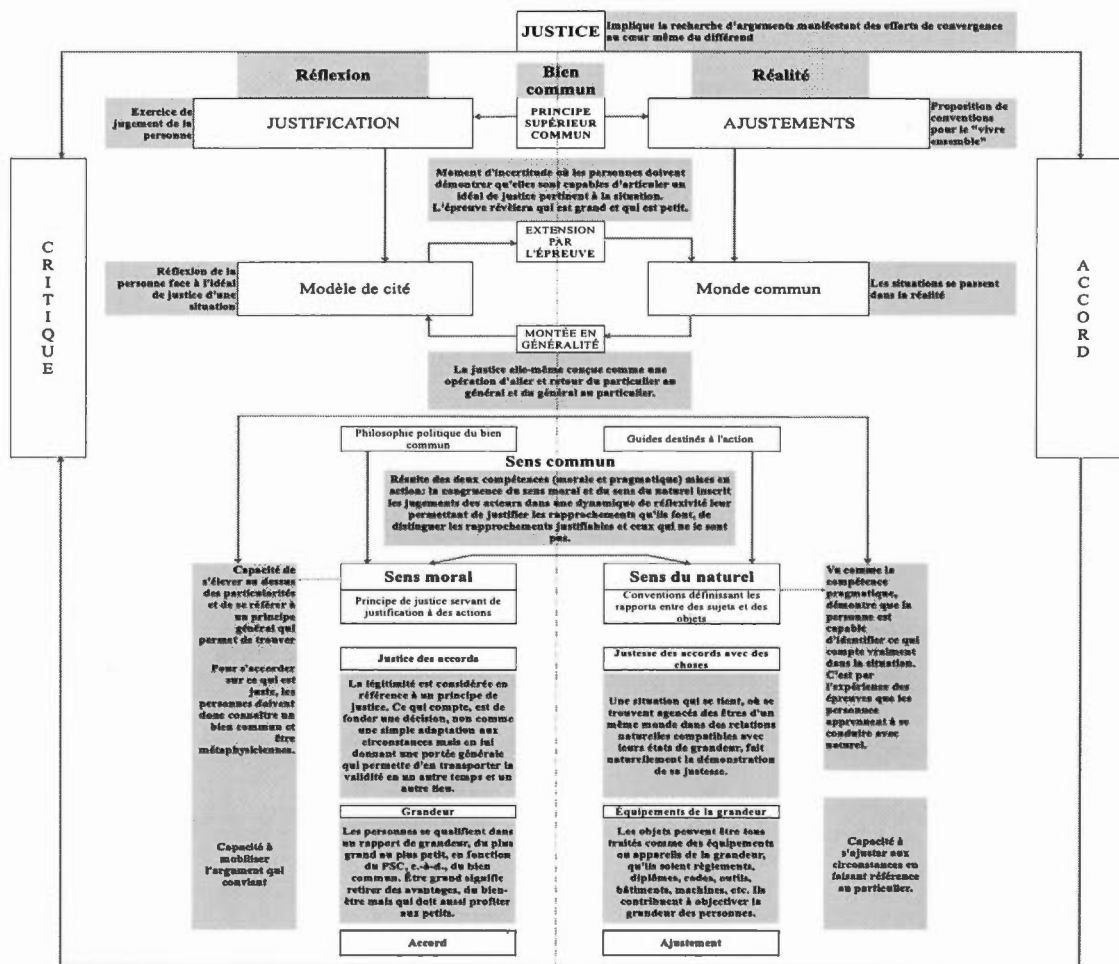 JUSTICE
Implique la recherche d'arguments manifestant des efforts de convergence
au cœur même du différend
Réflexion
Bien
commun
Réalité
Exercice de
jugement de la
personne
JUSTIFICATION
PRINCIPE
SUPÉRIEUR
COMMUN
AJUSTEMENTS
Proposition de
conventions
pour le "vivre
ensemble"
Moment d'incertitude où les personnes doivent
démontrer qu'elles sont capables d'articuler un
idéal de justice pertinent à la situation.
L'épreuve révèlera qui est grand et qui est petit.
CRITIQUE
EXTENSION
PAR
L'ÉPREUVE
ACCORD
Réflexion de la
personne face à l'idéal
de justice d'une
situation
Modèle de cité
Monde commun
Les situations se passent
dans la réalité
MONTÉE EN
GÉNÉRALITÉ
La justice elle-même conçue comme une
opération d'aller et retour du particulier au
général et du général au particulier.
Philosophie politique du bien
commun
Guides destinés à l'action
Sens commun
Résulte des deux compétences (morale et pragmatique) mises en
action: la congruence du sens moral et du sens du naturel inscrit
les jugements des acteurs dans une dynamique de réflexivité leur
permettant de justifier les rapprochements qu'ils font, de
distinguer les rapprochements justifiables et ceux qui ne le sont
pas.
Capacité de
s'élever au dessus
des particularités
et de se référer à
un principe
général qui
permet de trouver
Pour s'accorder
sur ce qui est
juste, les
personnes doivent
donc connaître un
bien commun et
être
métaphysiciennes.
Capacité à
mobiliser
l'argument qui
convient
Sens moral
Principe de justice servant de
justification à des actions
Justice des accords
La légitimité est considérée en
référence à un principe de
justice. Ce qui compte, est de
fonder une décision, non comme
une simple adaptation aux
circonstances mais en lui
donnant une portée générale
qui permette d'en transporter la
validité en un autre temps et un
autre lieu.
Grandeur
Les personnes se qualifient dans
un rapport de grandeur, du plus
grand au plus petit, en fonction
du PSC, c.-à-d., du bien
commun. Être grand signifie
retirer des avantages, du bien-
être mais qui doit aussi profiter
aux petits.
Accord
Sens du naturel
Conventions définissant les
rapports entre des sujets et des
objets
Justesse des accords avec des
choses
Une situation qui se tient, où se
trouvent agencés des êtres d'un
même monde dans des relations
naturelles compatibles avec
leurs états de grandeur, fait
naturellement la démonstration
de sa justesse.
Équipements de la grandeur
Les objets peuvent être tous
traités comme des équipements
ou appareils de la grandeur,
qu'ils soient règlements,
diplômes, codes, outils,
bâtiments, machines, etc. Ils
contribuent à objectiver la
grandeur des personnes.
Ajustement
Vu comme la
compétence
pragmatique,
démontre que la
personne est
capable
d'identifier ce qui
compte vraiment
dans la situation.
C'est par
l'expérience des
épreuves que les
personne
apprennent à se
conduire avec
naturel.
Capacité à
s'ajuster aux
circonstances en
faisant référence
au particulier.